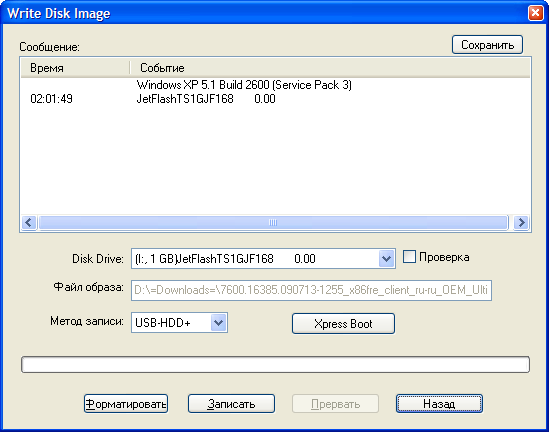 Write Disk Image
Сообщение:
Сохранить
Время Событие
Windows XP 5.1 Build 2600 (Service Pack 3)
02:01:49 JetFlashTS1GJF168 0.00
Disk Drive: (I:, 1 GB)JetFlashTS1GJF168 0.00 Проверка
Файл образа: D:\=Downloads=\7600.16385.090713-1255_x86fre_client_ru-ru_OEM_Ulti
Метод записи: USB-HDD+ Xpress Boot
Форматировать Записать Прервать Назад